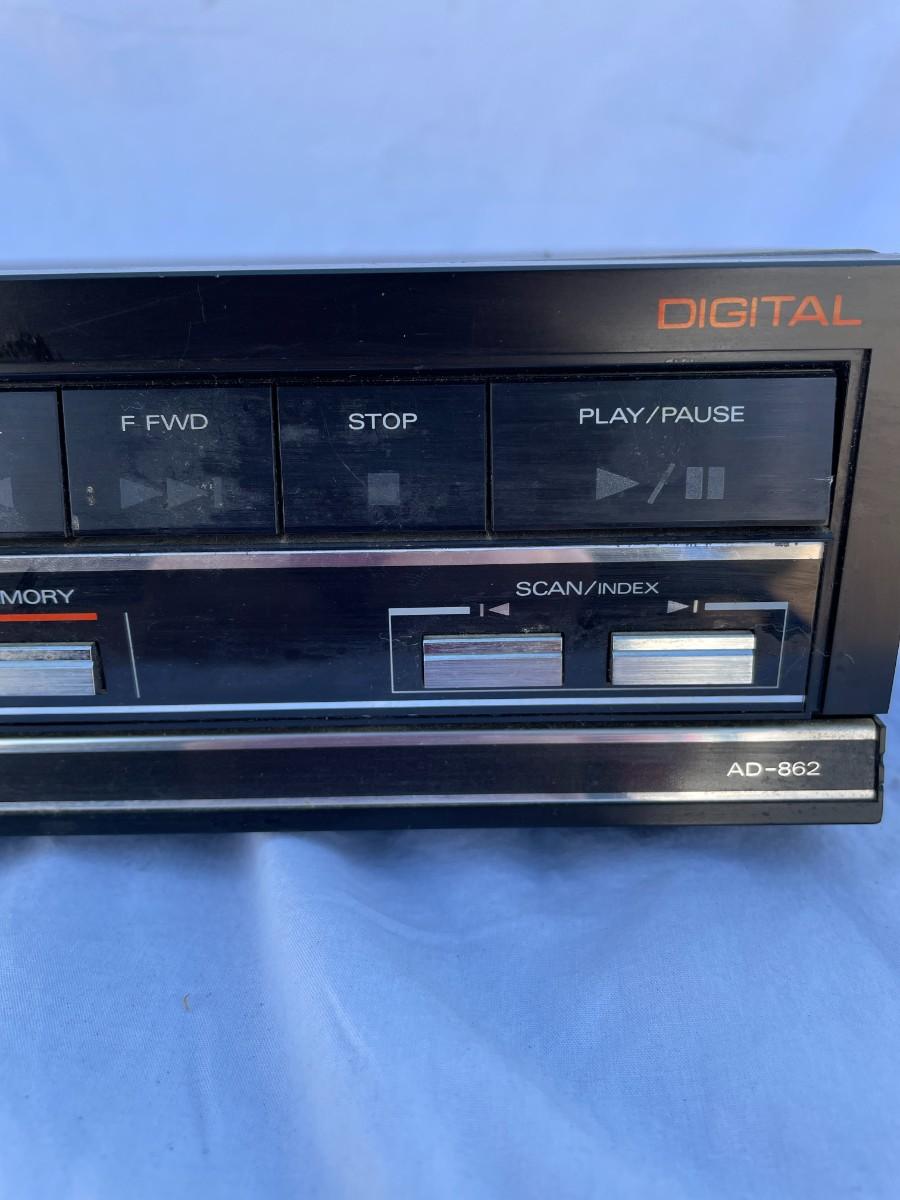 DIGITAL
F FWD
STOP
PLAY/PAUSE
MORY
SCAN/INDEX
AD-862